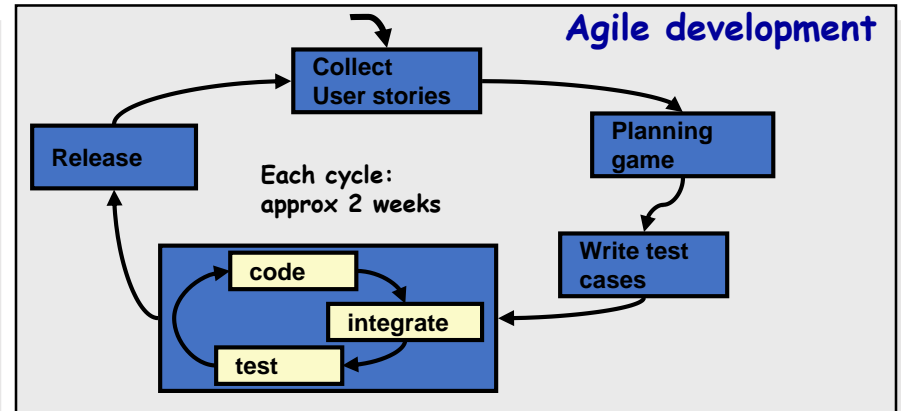 Agile development
Collect
User stories
Planning
game
Release
Each cycle:
approx 2 weeks
Write test
cases
code
integrate
test